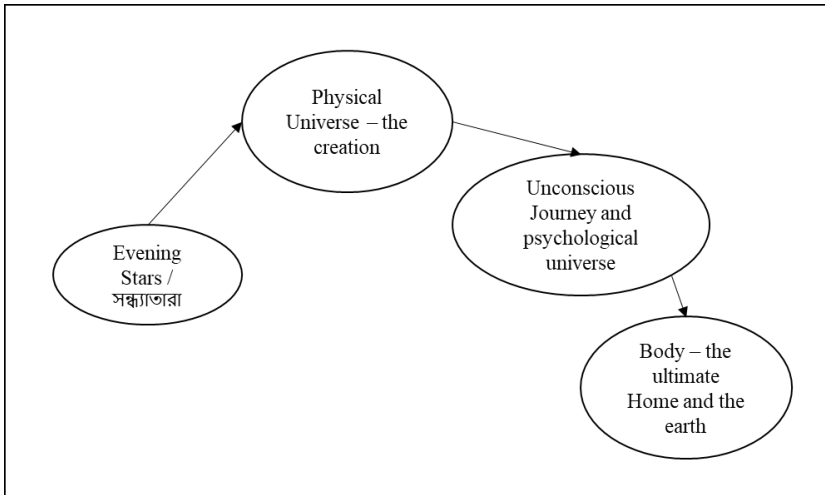 Physical
Universe – the
creation
Unconscious
Journey and
psychological
universe
Evening
Stars /
সন্ধ্যাতারা
Body – the
ultimate
Home and the
earth